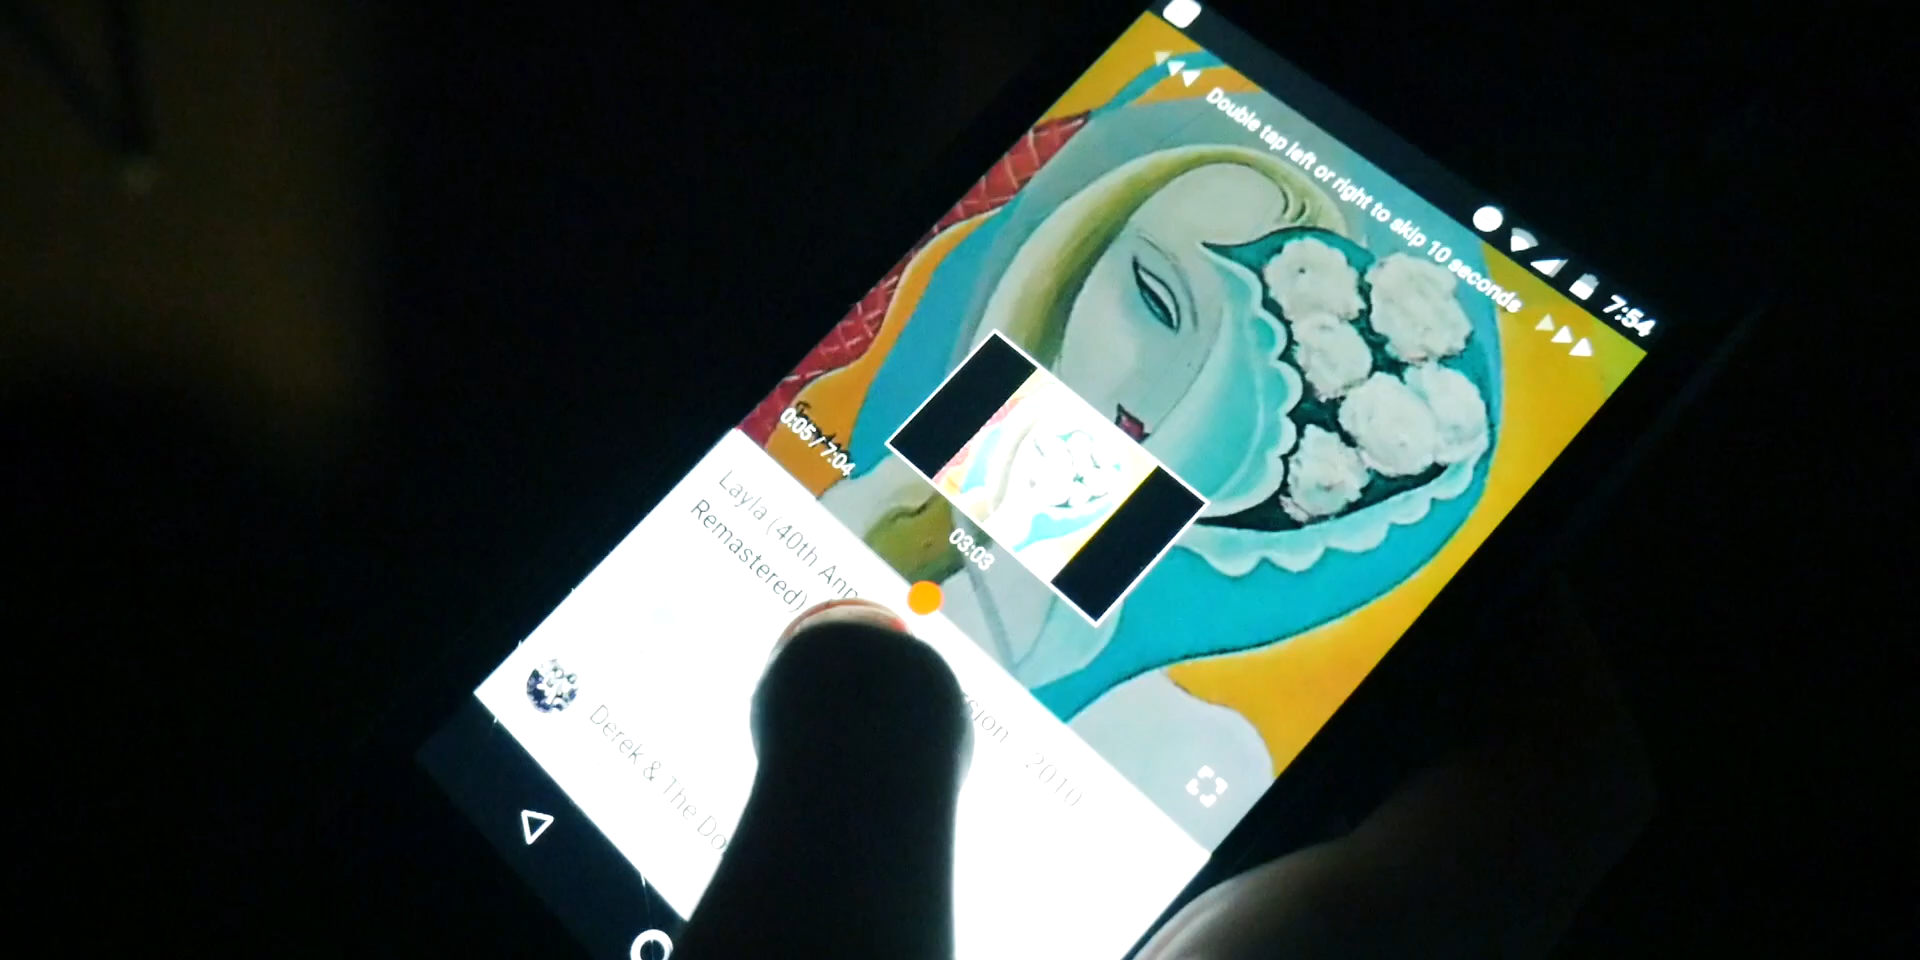 7:54
Double tap left or right to skip 10 seconds
0:05 / 7:04
03:03
Layla (40th Ann
rsion 2010
Remastered)
Derek & The Do